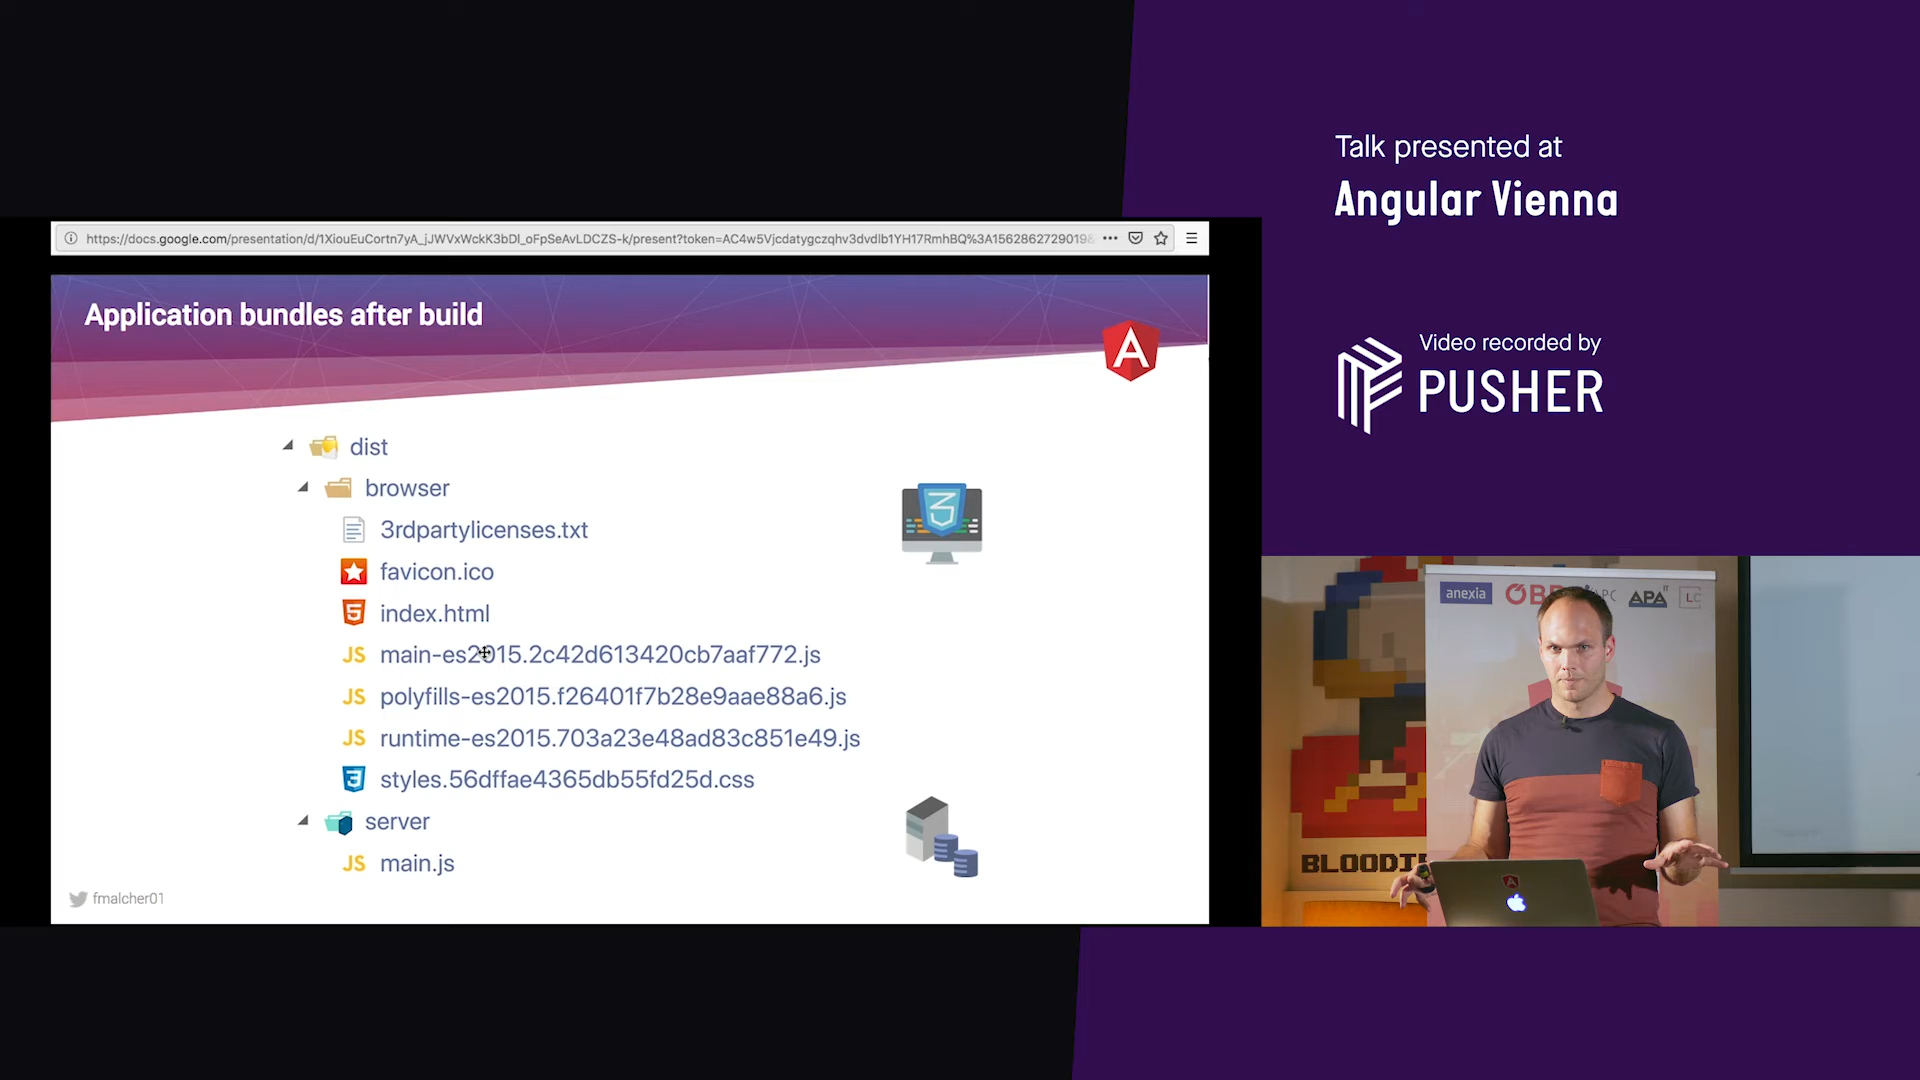 https://docs.google.com/presentation/d/1XiouEuCortn7yA_jJWVxWckK3bDI_oFpSeAvLDCZS-k/present?token=AC4w5Vjcdatygczqhv3dvdlb1YH17RmhBQ%3A1562862729019&
Application bundles after build
dist
browser
3rdpartylicenses.txt
favicon.ico
index.html
main-es2015.2c42d613420cb7aaf772.js
polyfills-es2015.f26401f7b28e9aae88a6.js
runtime-es2015.703a23e48ad83c851e49.js
styles.56dffae4365db55fd25d.css
server
main.js
fmalcher01
Talk presented at
Angular Vienna
Video recorded by
PUSHER
anexia
APA
LC